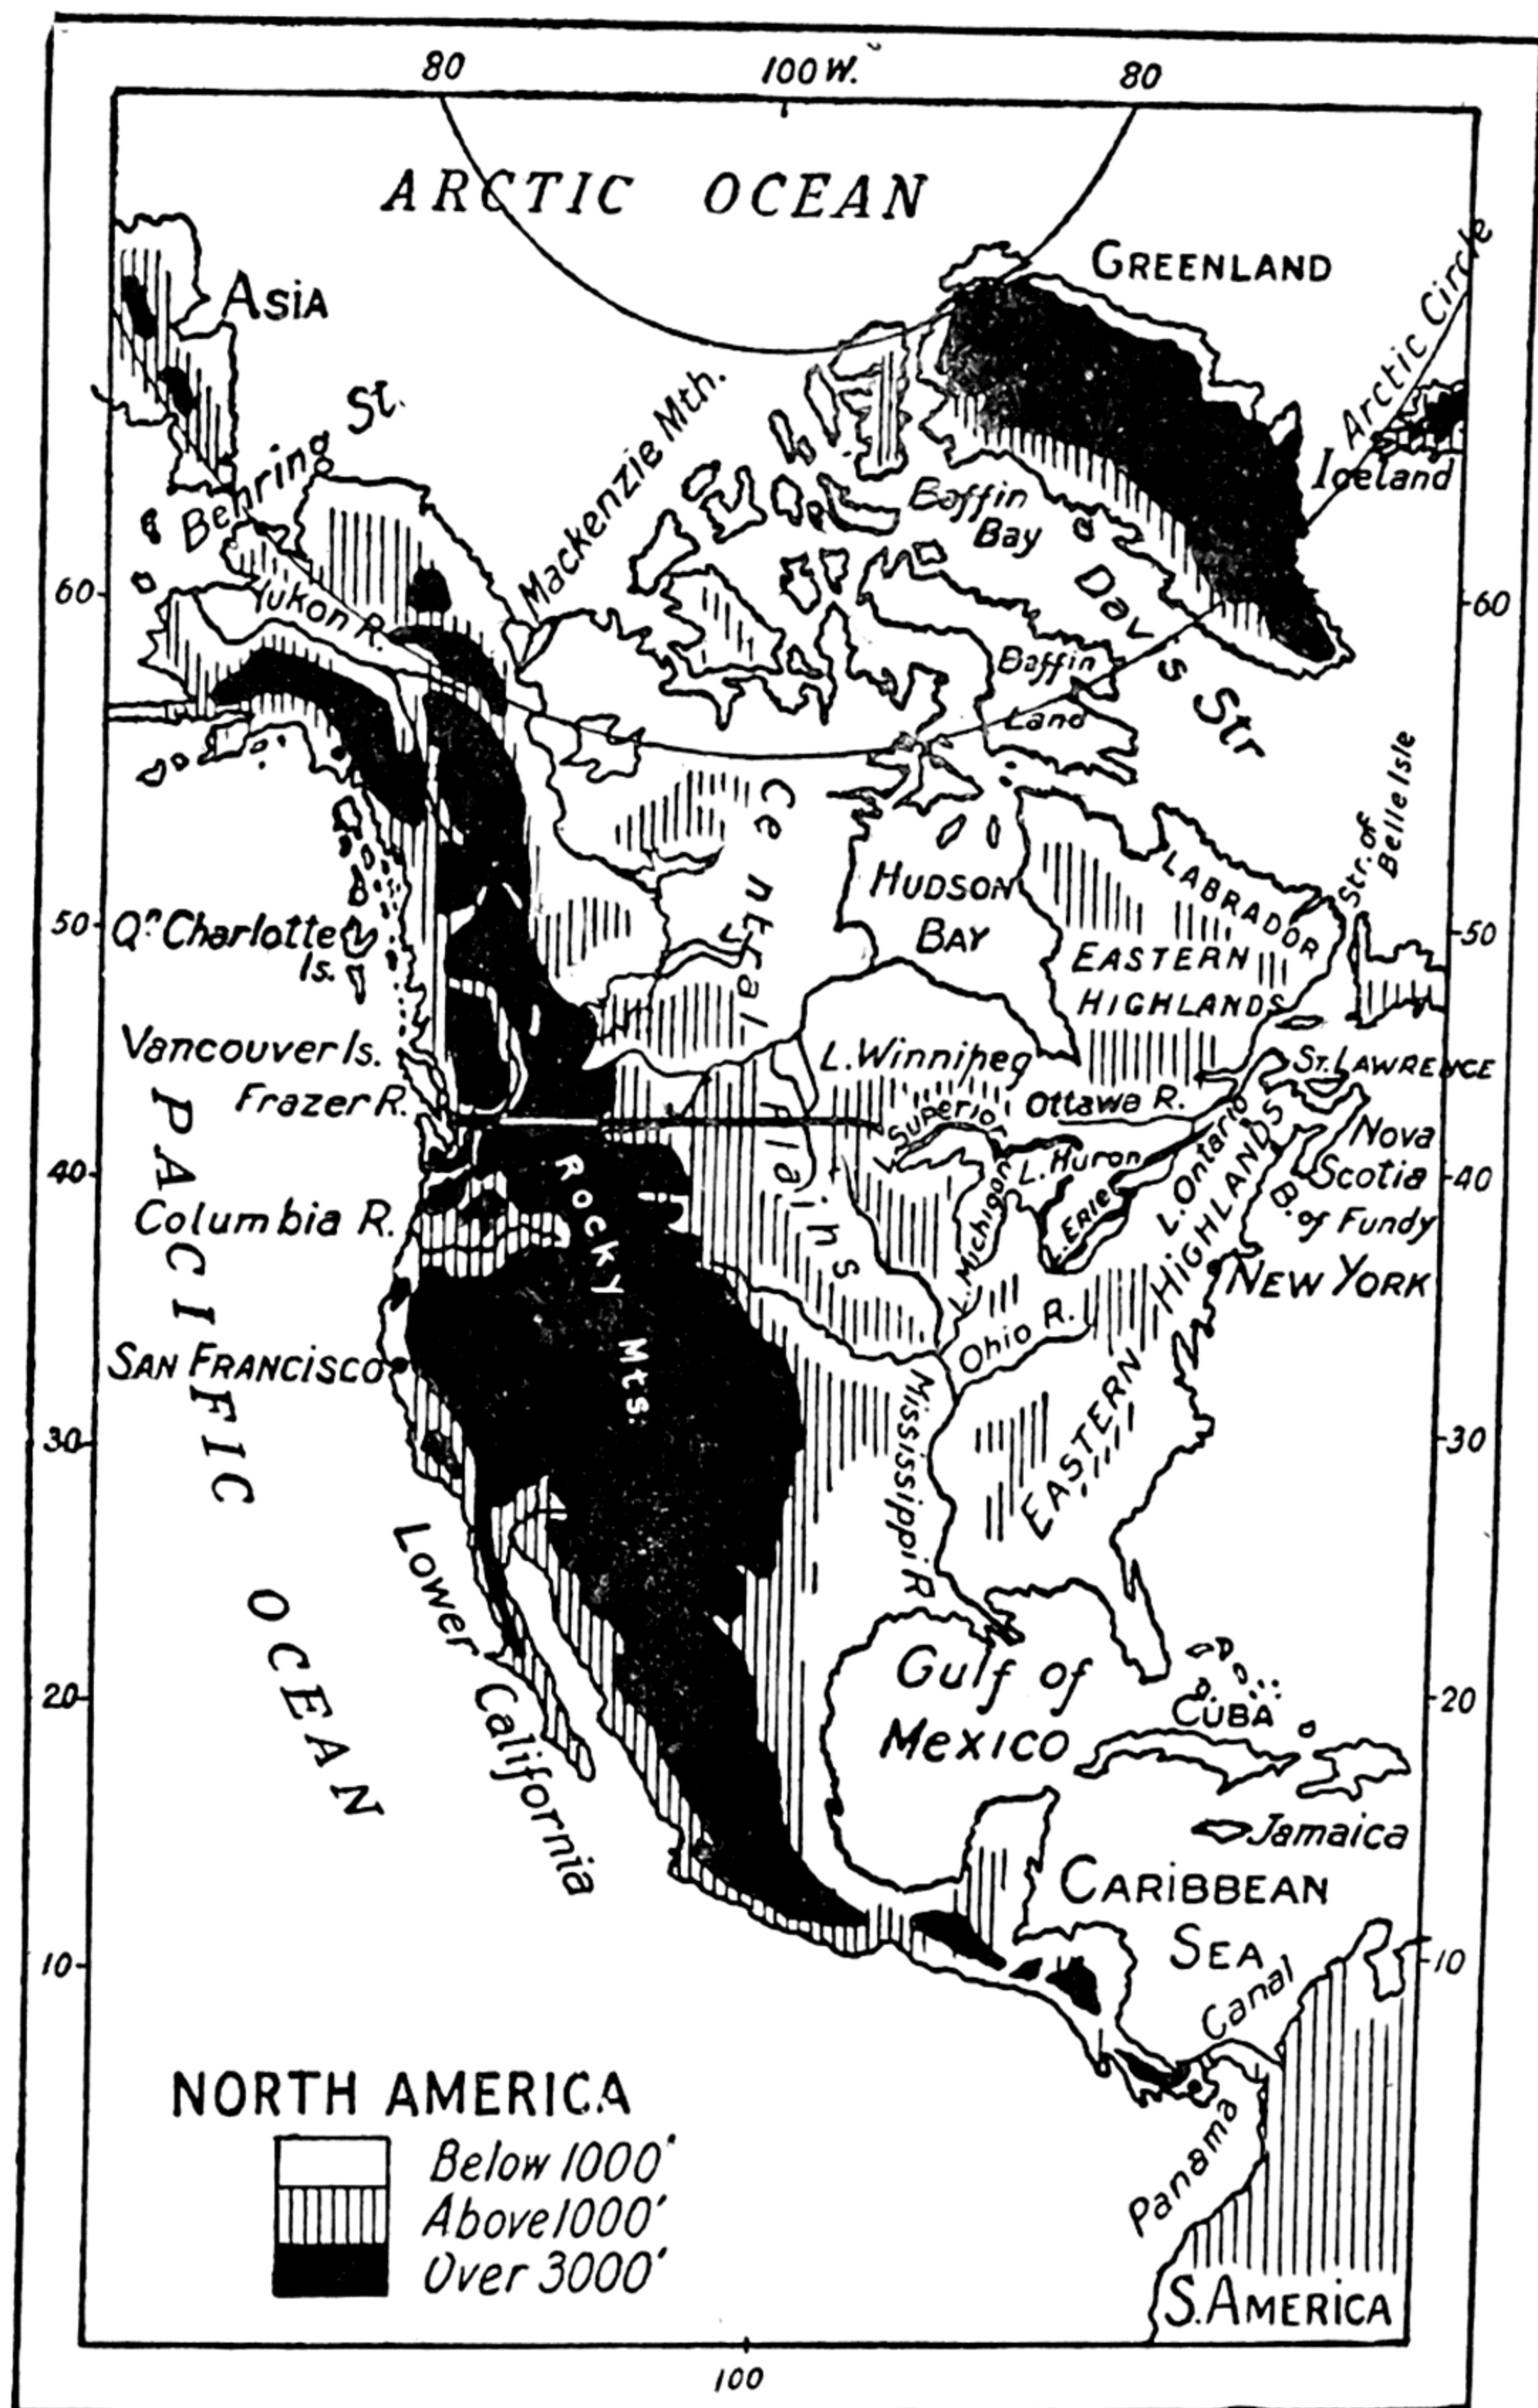 80 100 W. 80
ARCTIC OCEAN
GREENLAND
ASIA
Arctic Circle
Behring St.
Mackenzie Mth.
Iceland
Baffin
Bay
60 60
Yukon R.
Davis Str
Baffin
Land
Str. of
Belle Isle
Central Plains
HUDSON
BAY
LABRADOR
50 50
Qn Charlotte
Is.
EASTERN
HIGHLANDS
Vancouver Is.
L. Winnipeg
ST. LAWRENCE
Frazer R.
Superior
Ottawa R.
PACIFIC OCEAN
Nova
Scotia
L. Huron
L. Ontario
40 40
ROCKY Mts.
L. ERIE
B. of Fundy
Columbia R.
L. Michigan
EASTERN HIGHLANDS
NEW YORK
Ohio R.
SAN FRANCISCO
Mississippi R
30 30
Lower California
Gulf of
MEXICO
20 20
CUBA
Jamaica
CARIBBEAN
SEA
10 10
Panama Canal
NORTH AMERICA
Below 1000'
Above 1000'
Over 3000'
S. AMERICA
100